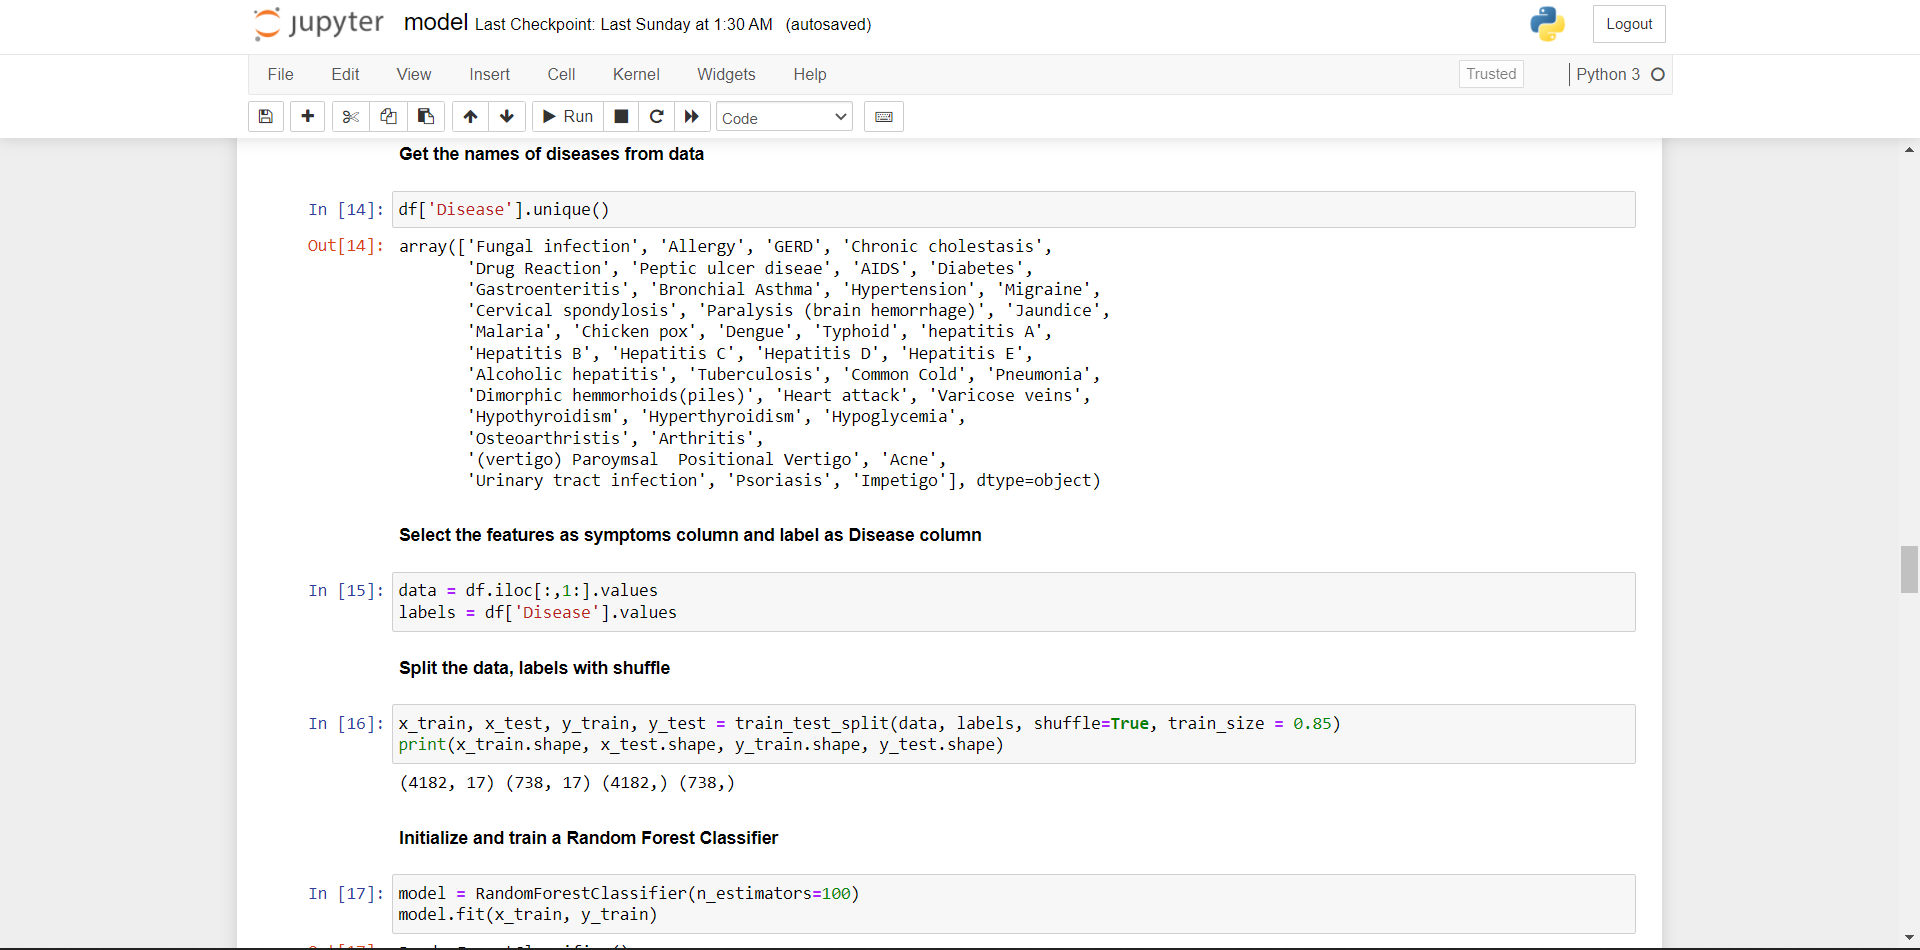 jupyter model Last Checkpoint: Last Sunday at 1:30 AM (autosaved) Logout
File Edit View Insert Cell Kernel Widgets Help Trusted Python 3
Run Code
Get the names of diseases from data
In [14]: df['Disease'].unique()
Out[14]: array(['Fungal infection', 'Allergy', 'GERD', 'Chronic cholestasis',
'Drug Reaction', 'Peptic ulcer diseae', 'AIDS', 'Diabetes',
'Gastroenteritis', 'Bronchial Asthma', 'Hypertension', 'Migraine',
'Cervical spondylosis', 'Paralysis (brain hemorrhage)', 'Jaundice',
'Malaria', 'Chicken pox', 'Dengue', 'Typhoid', 'hepatitis A',
'Hepatitis B', 'Hepatitis C', 'Hepatitis D', 'Hepatitis E',
'Alcoholic hepatitis', 'Tuberculosis', 'Common Cold', 'Pneumonia',
'Dimorphic hemmorhoids(piles)', 'Heart attack', 'Varicose veins',
'Hypothyroidism', 'Hyperthyroidism', 'Hypoglycemia',
'Osteoarthristis', 'Arthritis',
'(vertigo) Paroymsal  Positional Vertigo', 'Acne',
'Urinary tract infection', 'Psoriasis', 'Impetigo'], dtype=object)
Select the features as symptoms column and label as Disease column
In [15]: data = df.iloc[:,1:].values
labels = df['Disease'].values
Split the data, labels with shuffle
In [16]: x_train, x_test, y_train, y_test = train_test_split(data, labels, shuffle=True, train_size = 0.85)
print(x_train.shape, x_test.shape, y_train.shape, y_test.shape)
(4182, 17) (738, 17) (4182,) (738,)
Initialize and train a Random Forest Classifier
In [17]: model = RandomForestClassifier(n_estimators=100)
model.fit(x_train, y_train)